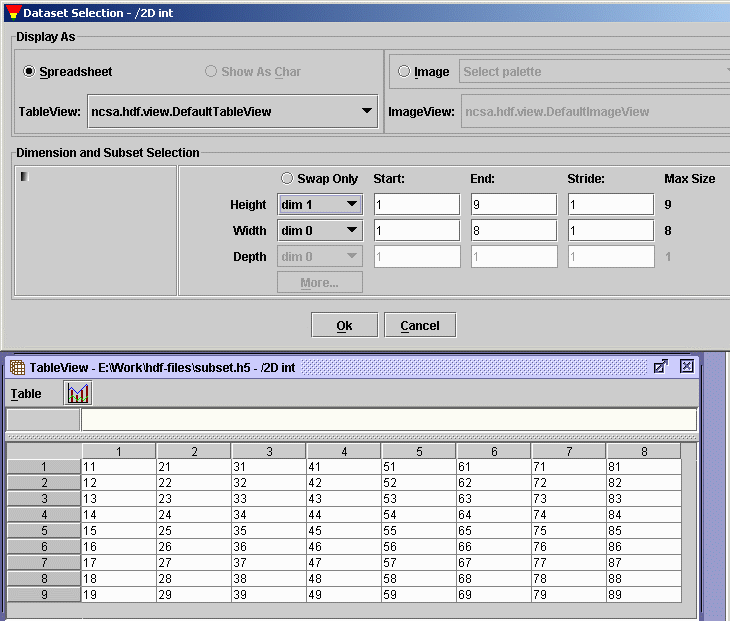 Dataset Selection - /2D int
Display As
Spreadsheet Show As Char Image Select palette
TableView: ncsa.hdf.view.DefaultTableView ImageView: ncsa.hdf.view.DefaultImageView
Dimension and Subset Selection
Swap Only Start: End: Stride: Max Size
Height dim 1 1 9 1 9
Width dim 0 1 8 1 8
Depth dim 0 1 1 1 1
More...
Ok Cancel
TableView - E:\Work\hdf-files\subset.h5 - /2D int
Table
1 2 3 4 5 6 7 8
1 11 21 31 41 51 61 71 81
2 12 22 32 42 52 62 72 82
3 13 23 33 43 53 63 73 83
4 14 24 34 44 54 64 74 84
5 15 25 35 45 55 65 75 85
6 16 26 36 46 56 66 76 86
7 17 27 37 47 57 67 77 87
8 18 28 38 48 58 68 78 88
9 19 29 39 49 59 69 79 89